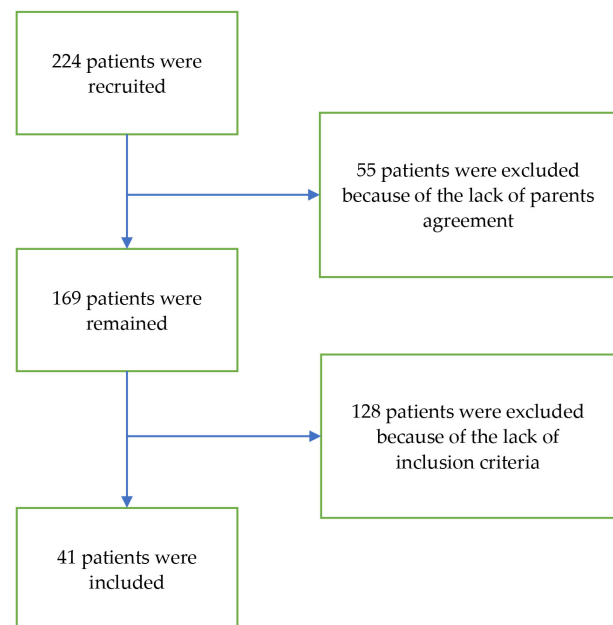 224 patients were
recruited
55 patients were excluded
because of the lack of parents
agreement
169 patients were
remained
128 patients were excluded
because of the lack of
inclusion criteria
41 patients were
included